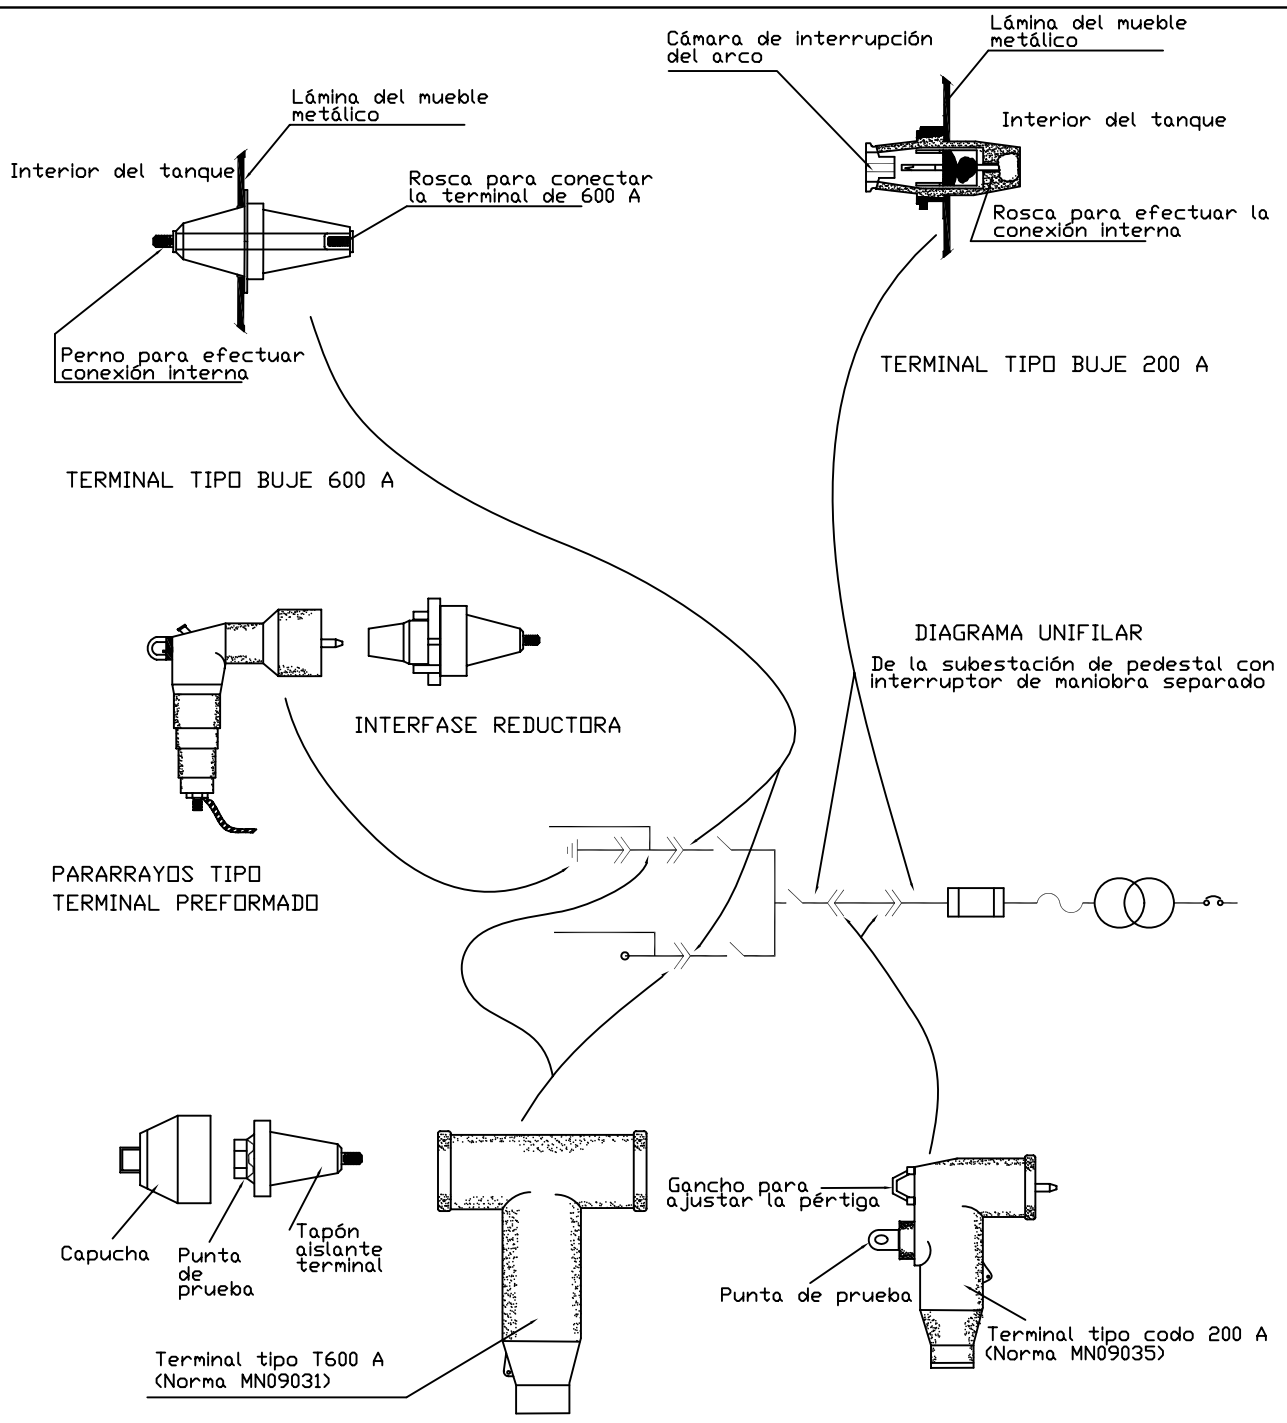 Cámara de interrupción
del arco
Lámina del mueble
metálico
Lámina del mueble
metálico
Interior del tanque
Interior del tanque
Rosca para conectar
la terminal de 600 A
Rosca para efectuar la
conexión interna
Perno para efectuar
conexión interna
TERMINAL TIPO BUJE 200 A
TERMINAL TIPO BUJE 600 A
DIAGRAMA UNIFILAR
De la subestación de pedestal con
interruptor de maniobra separado
INTERFASE REDUCTORA
PARARRAYOS TIPO
TERMINAL PREFORMADO
Gancho para
ajustar la pértiga
Capucha
Punta
de
prueba
Tapón
aislante
terminal
Punta de prueba
Terminal tipo codo 200 A
(Norma MN09035)
Terminal tipo T600 A
(Norma MN09031)